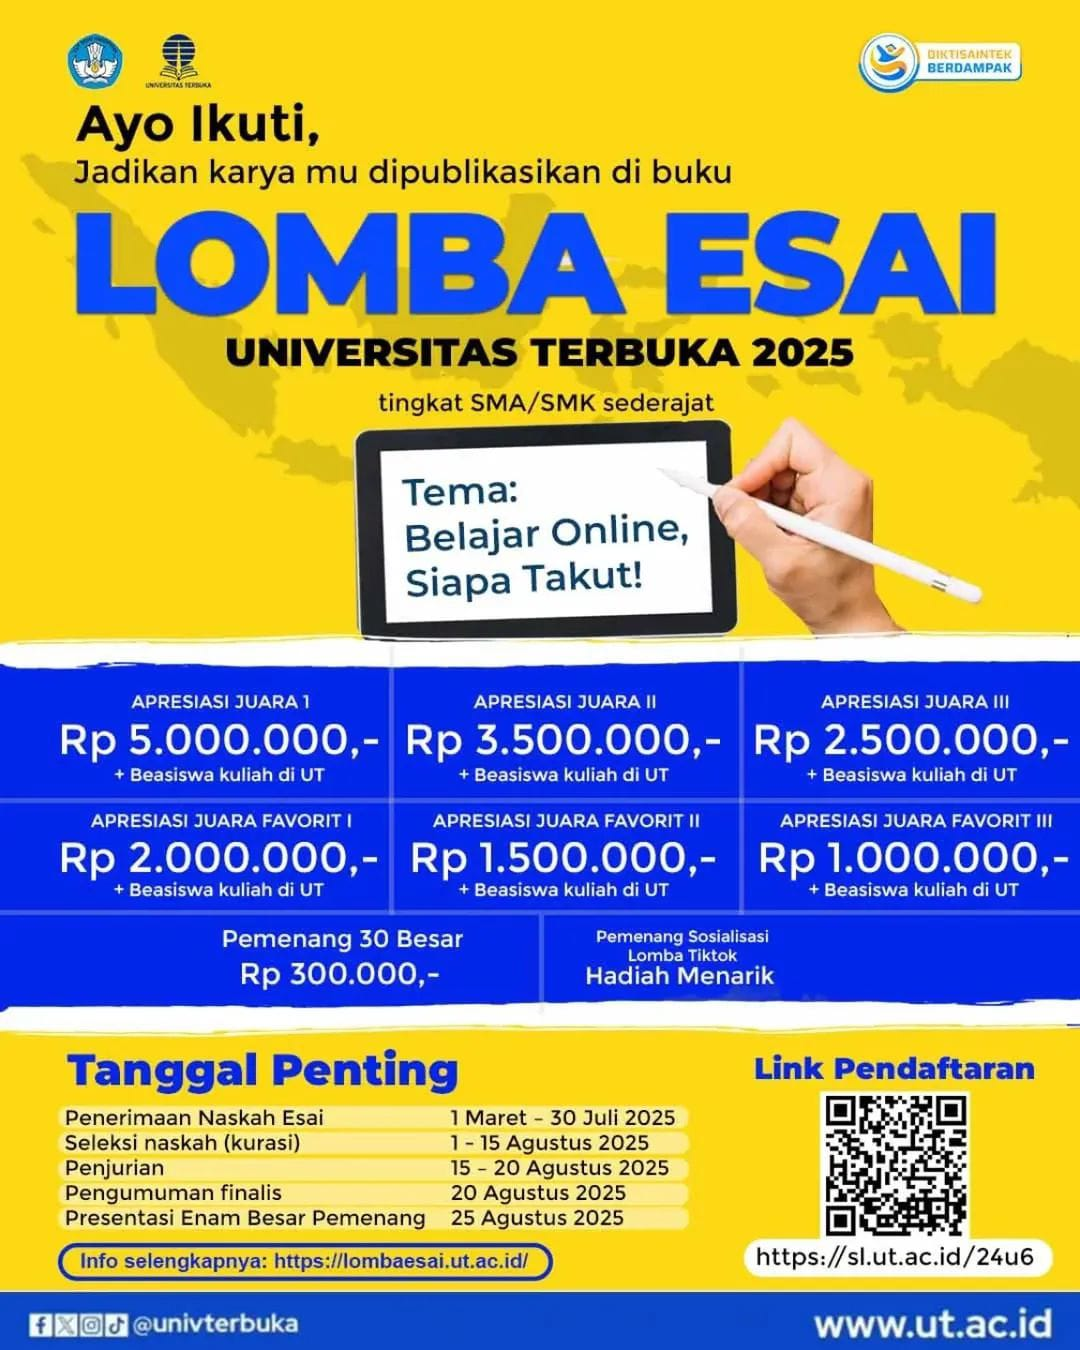 UNIVERSITAS TERBUKA
DIKTISAINTEK
BERDAMPAK
Ayo Ikuti,
Jadikan karya mu dipublikasikan di buku
LOMBA ESAI
UNIVERSITAS TERBUKA 2025
tingkat SMA/SMK sederajat
Tema:
Belajar Online,
Siapa Takut!
APRESIASI JUARA 1
Rp 5.000.000,-
+ Beasiswa kuliah di UT
APRESIASI JUARA II
Rp 3.500.000,-
+ Beasiswa kuliah di UT
APRESIASI JUARA III
Rp 2.500.000,-
+ Beasiswa kuliah di UT
APRESIASI JUARA FAVORIT I
Rp 2.000.000,-
+ Beasiswa kuliah di UT
APRESIASI JUARA FAVORIT II
Rp 1.500.000,-
+ Beasiswa kuliah di UT
APRESIASI JUARA FAVORIT III
Rp 1.000.000,-
+ Beasiswa kuliah di UT
Pemenang 30 Besar
Rp 300.000,-
Pemenang Sosialisasi
Lomba Tiktok
Hadiah Menarik
Tanggal Penting
Penerimaan Naskah Esai 1 Maret – 30 Juli 2025
Seleksi naskah (kurasi) 1 - 15 Agustus 2025
Penjurian 15 – 20 Agustus 2025
Pengumuman finalis 20 Agustus 2025
Presentasi Enam Besar Pemenang 25 Agustus 2025
Info selengkapnya: https://lombaesai.ut.ac.id/
Link Pendaftaran
https://sl.ut.ac.id/24u6
@univterbuka
www.ut.ac.id